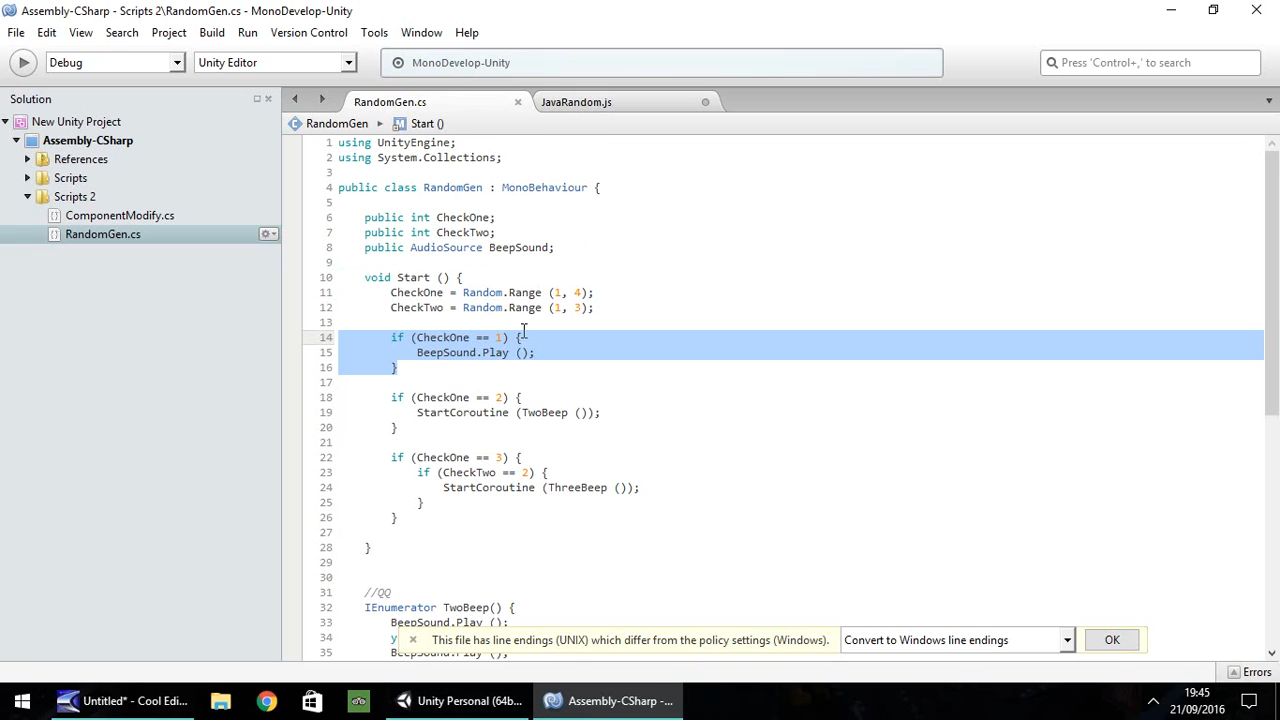 Assembly-CSharp - Scripts 2\RandomGen.cs - MonoDevelop-Unity
File Edit View Search Project Build Run Version Control Tools Window Help
Debug Unity Editor MonoDevelop-Unity Press 'Control+,' to search
Solution RandomGen.cs JavaRandom.js
New Unity Project RandomGen Start ()
Assembly-CSharp
References
Scripts
Scripts 2
ComponentModify.cs
RandomGen.cs
1 using UnityEngine;
2 using System.Collections;
3
4 public class RandomGen : MonoBehaviour {
5
6 public int CheckOne;
7 public int CheckTwo;
8 public AudioSource BeepSound;
9
10 void Start () {
11 CheckOne = Random.Range (1, 4);
12 CheckTwo = Random.Range (1, 3);
13
14 if (CheckOne == 1) {
15 BeepSound.Play ();
16 }
17
18 if (CheckOne == 2) {
19 StartCoroutine (TwoBeep ());
20 }
21
22 if (CheckOne == 3) {
23 if (CheckTwo == 2) {
24 StartCoroutine (ThreeBeep ());
25 }
26 }
27
28 }
29
30
31 //QQ
32 IEnumerator TwoBeep() {
33 BeepSound.Play ();
34 y
35 BeepSound.Play ();
This file has line endings (UNIX) which differ from the policy settings (Windows). Convert to Windows line endings OK
Errors
Untitled* - Cool Edi... Unity Personal (64b... Assembly-CSharp -... 19:45
21/09/2016